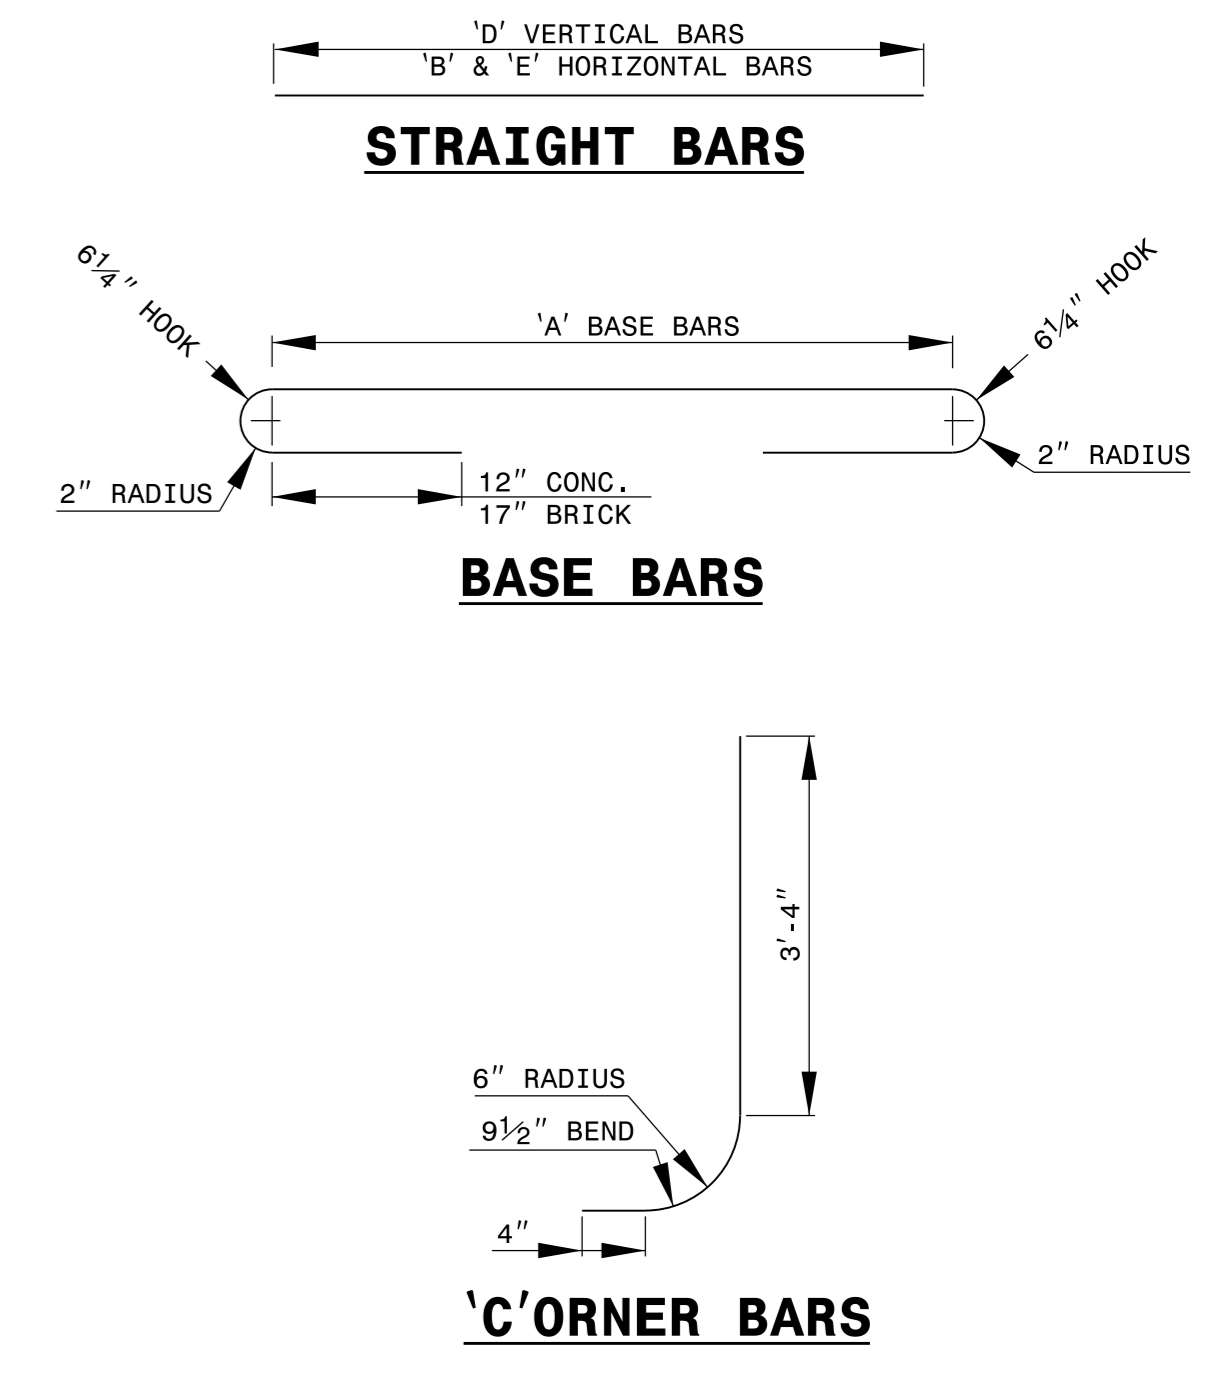 ‵D′ VERTICAL BARS
‵B′ & ‵E′ HORIZONTAL BARS
STRAIGHT BARS
6¼″ HOOK
6¼″ HOOK
‵A′ BASE BARS
2″ RADIUS
2″ RADIUS
12″ CONC.
17″ BRICK
BASE BARS
3′-4″
6″ RADIUS
9½″ BEND
4″
‵C′ORNER BARS